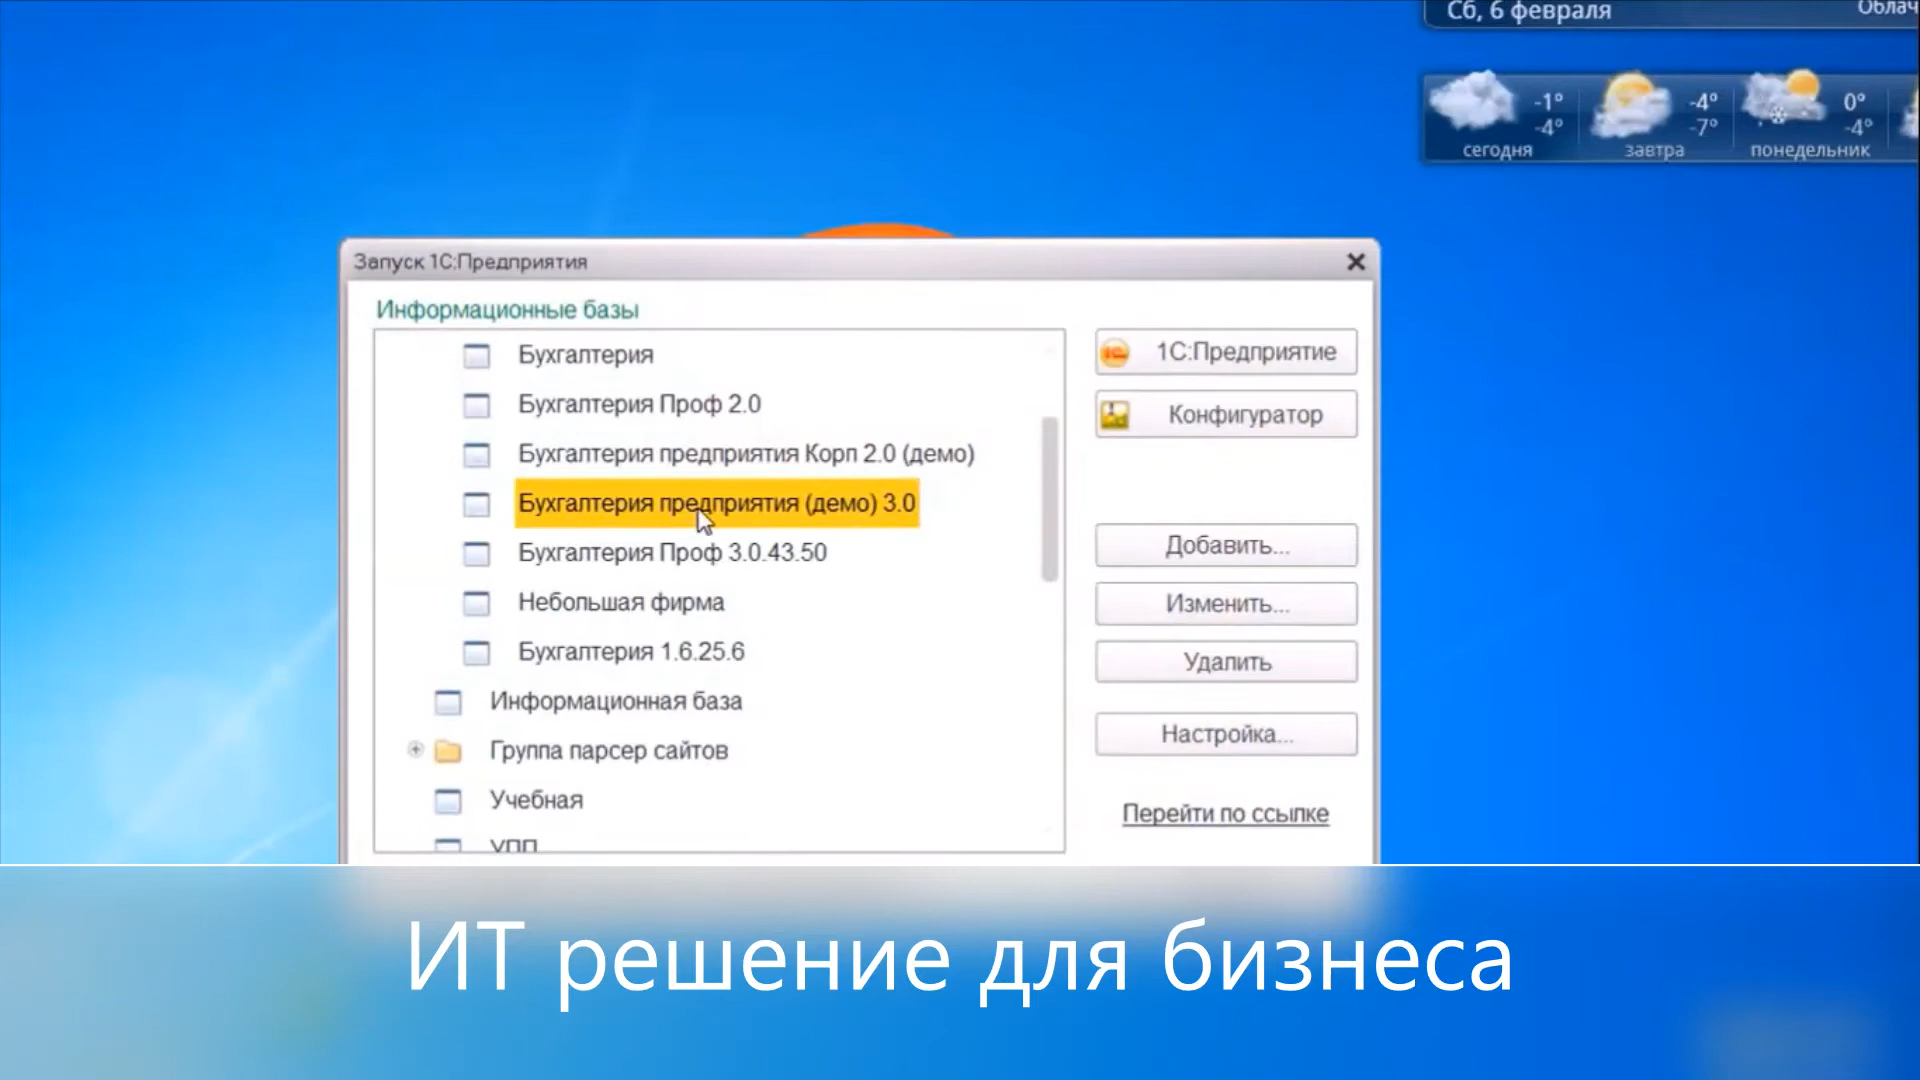 Сб, 6 февраля
-1° -4° 0°
-4° -7° -4°
сегодня завтра понедельник
Запуск 1С:Предприятия
Информационные базы
Бухгалтерия
1С:Предприятие
Бухгалтерия Проф 2.0
Конфигуратор
Бухгалтерия предприятия Корп 2.0 (демо)
Бухгалтерия предприятия (демо) 3.0
Бухгалтерия Проф 3.0.43.50
Добавить...
Небольшая фирма
Изменить...
Бухгалтерия 1.6.25.6
Удалить
Информационная база
Группа парсер сайтов
Настройка...
Учебная
Перейти по ссылке
УПП
ИТ решение для бизнеса